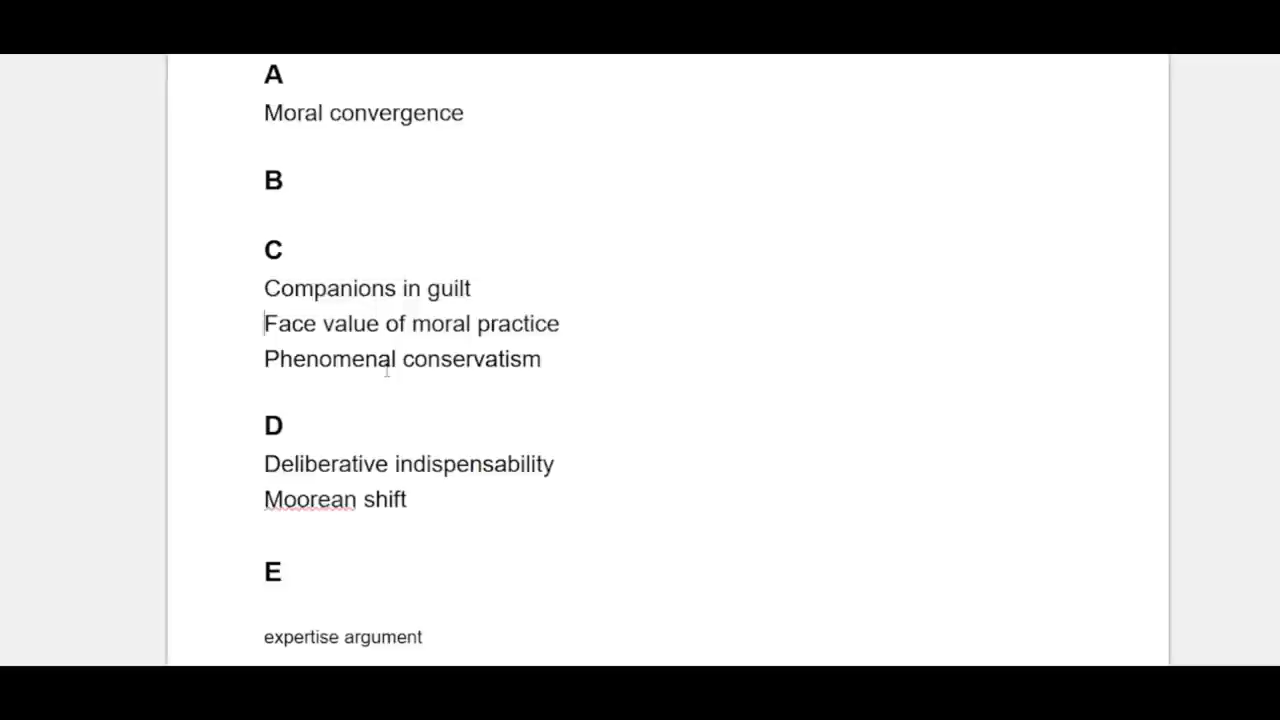 A
Moral convergence
B
C
Companions in guilt
Face value of moral practice
Phenomenal conservatism
D
Deliberative indispensability
Moorean shift
E
expertise argument